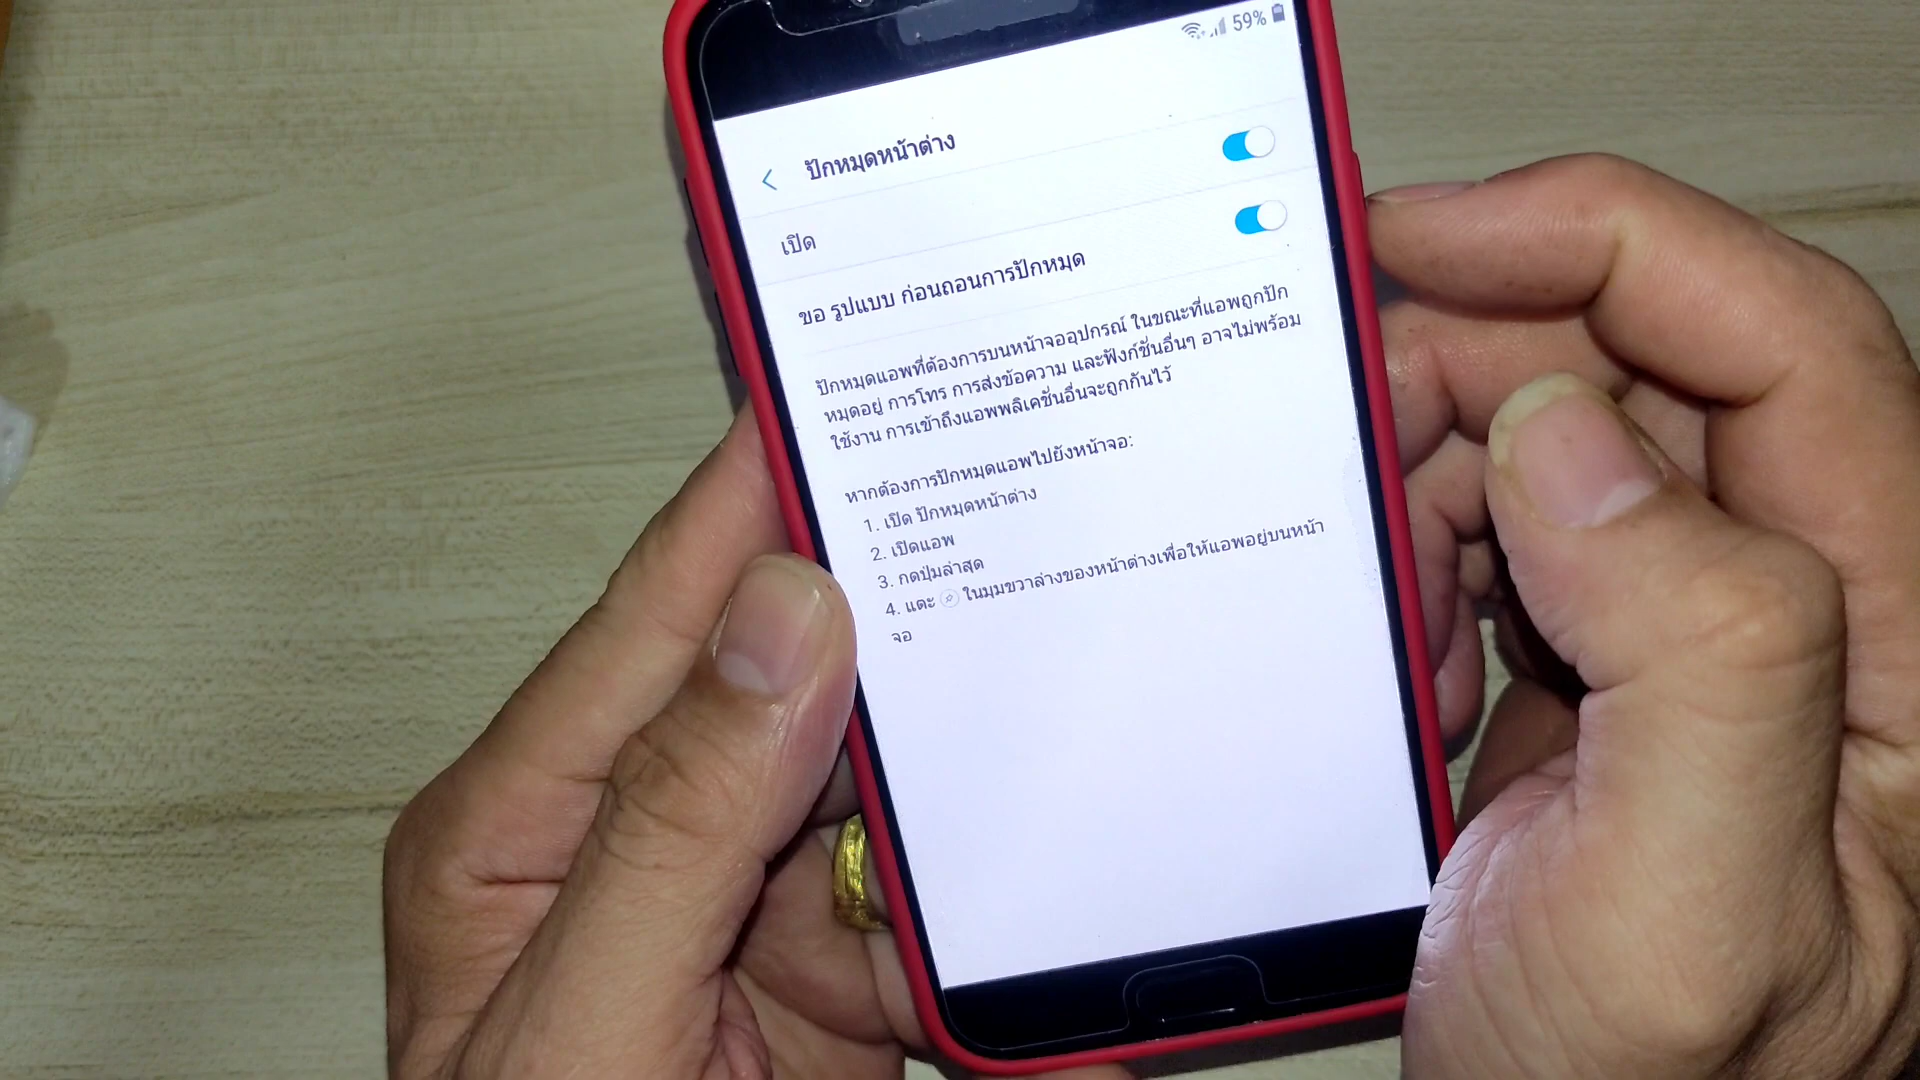 59%
ปักหมุดหน้าต่าง
เปิด
ขอ รูปแบบ ก่อนถอนการปักหมุด
ปักหมุดแอพที่ต้องการบนหน้าจออุปกรณ์ ในขณะที่แอพถูกปัก
หมุดอยู่ การโทร การส่งข้อความ และฟังก์ชั่นอื่นๆ อาจไม่พร้อม
ใช้งาน การเข้าถึงแอพพลิเคชั่นอื่นจะถูกกันไว้
หากต้องการปักหมุดแอพไปยังหน้าจอ:
1. เปิด ปักหมุดหน้าต่าง
2. เปิดแอพ
3. กดปุ่มล่าสุด
4. แตะ ในมุมขวาล่างของหน้าต่างเพื่อให้แอพอยู่บนหน้า
จอ